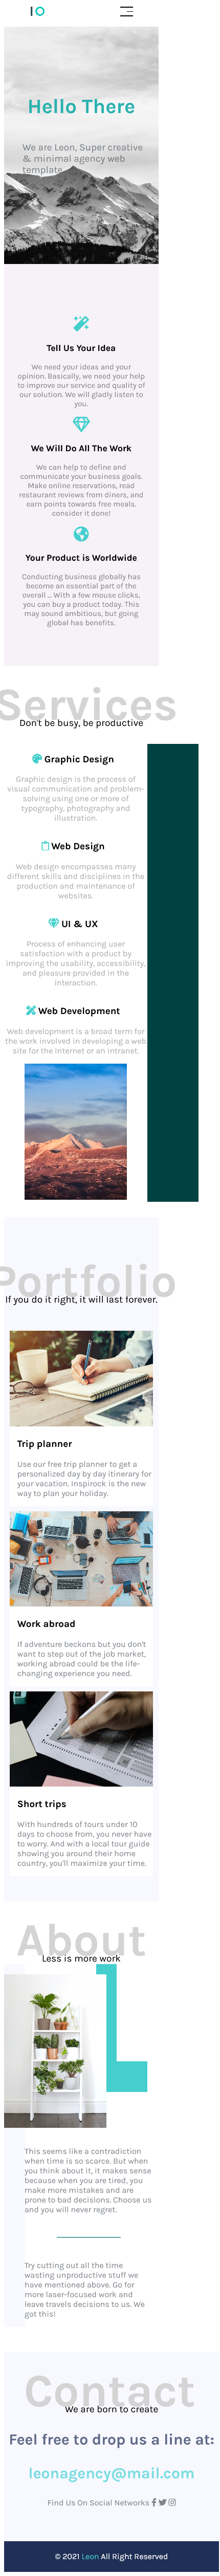 IO
Hello There
We are Leon, Super creative
& minimal agency web
template
Tell Us Your Idea
We need your ideas and your
opinion. Basically, we need your help
to improve our service and quality of
our solution. We will gladly listen to
you.
We Will Do All The Work
We can help to define and
communicate your business goals.
Make online reservations, read
restaurant reviews from diners, and
earn points towards free meals.
consider it done!
Your Product is Worldwide
Conducting business globally has
become an essential part of the
overall ... With a few mouse clicks,
you can buy a product today. This
may sound ambitious, but going
global has benefits.
Services
Don't be busy, be productive
Graphic Design
Graphic design is the process of
visual communication and problem-
solving using one or more of
typography, photography and
illustration.
Web Design
Web design encompasses many
different skills and disciplines in the
production and maintenance of
websites.
UI & UX
Process of enhancing user
satisfaction with a product by
improving the usability, accessibility,
and pleasure provided in the
interaction.
Web Development
Web development is a broad term for
the work involved in developing a web
site for the Internet or an intranet.
Portfolio
If you do it right, it will last forever.
Trip planner
Use our free trip planner to get a
personalized day by day itinerary for
your vacation. Inspirock is the new
way to plan your holiday.
Work abroad
If adventure beckons but you don't
want to step out of the job market,
working abroad could be the life-
changing experience you need.
Short trips
With hundreds of tours under 10
days to choose from, you never have
to worry. And with a local tour guide
showing you around their home
country, you'll maximize your time.
About
Less is more work
This seems like a contradiction
when time is so scarce. But when
you think about it, it makes sense
because when you are tired, you
make more mistakes and are
prone to bad decisions. Choose us
and you will never regret.
Try cutting out all the time
wasting unproductive stuff we
have mentioned above. Go for
more laser-focused work and
leave travels decisions to us. We
got this!
Contact
We are born to create
Feel free to drop us a line at:
leonagency@mail.com
Find Us On Social Networks
© 2021 Leon All Right Reserved